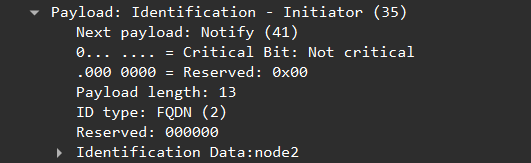 Payload: Identification - Initiator (35)
Next payload: Notify (41)
0... .... = Critical Bit: Not critical
.000 0000 = Reserved: 0x00
Payload length: 13
ID type: FQDN (2)
Reserved: 000000
Identification Data:node2